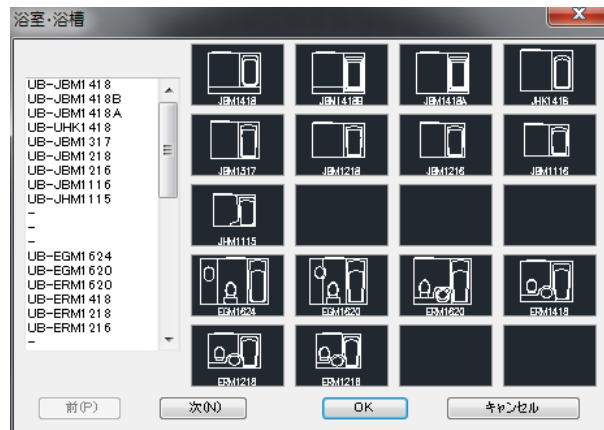 浴室･浴槽
UB-JBM1418
UB-JBM1418B
UB-JBM1418A
UB-UHK1418
UB-JBM1317
UB-JBM1218
UB-JBM1216
UB-JBM1116
UB-JHM1115
-
-
-
UB-EGM1624
UB-EGM1620
UB-ERM1620
UB-ERM1418
UB-ERM1218
UB-ERM1216
-
JBM1418
JBM1418B
JBM1418A
JHK1416
JBM1317
JBM1218
JBM1216
JBM1116
JHM1115
EGM1624
EGM1620
ERM1620
ERM1418
ERM1218
ERM1218
前(P)
次(N)
OK
キャンセル